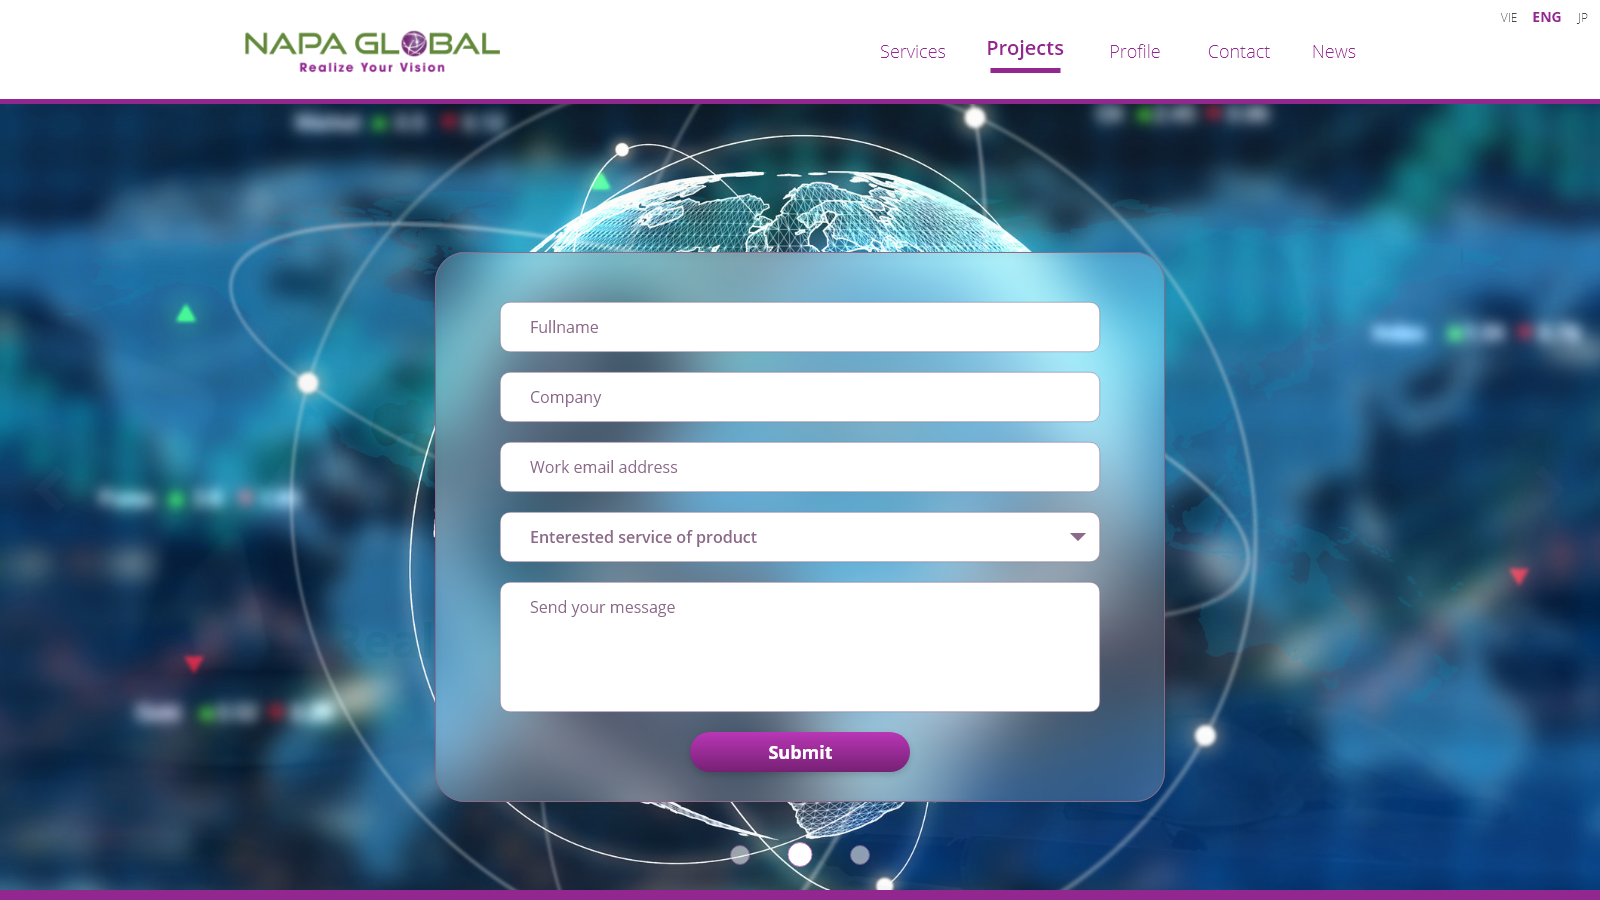 VIE ENG JP
NAPA GLOBAL
Realize Your Vision
Services Projects Profile Contact News
Fullname
Company
Work email address
Enterested service of product
Send your message
Submit